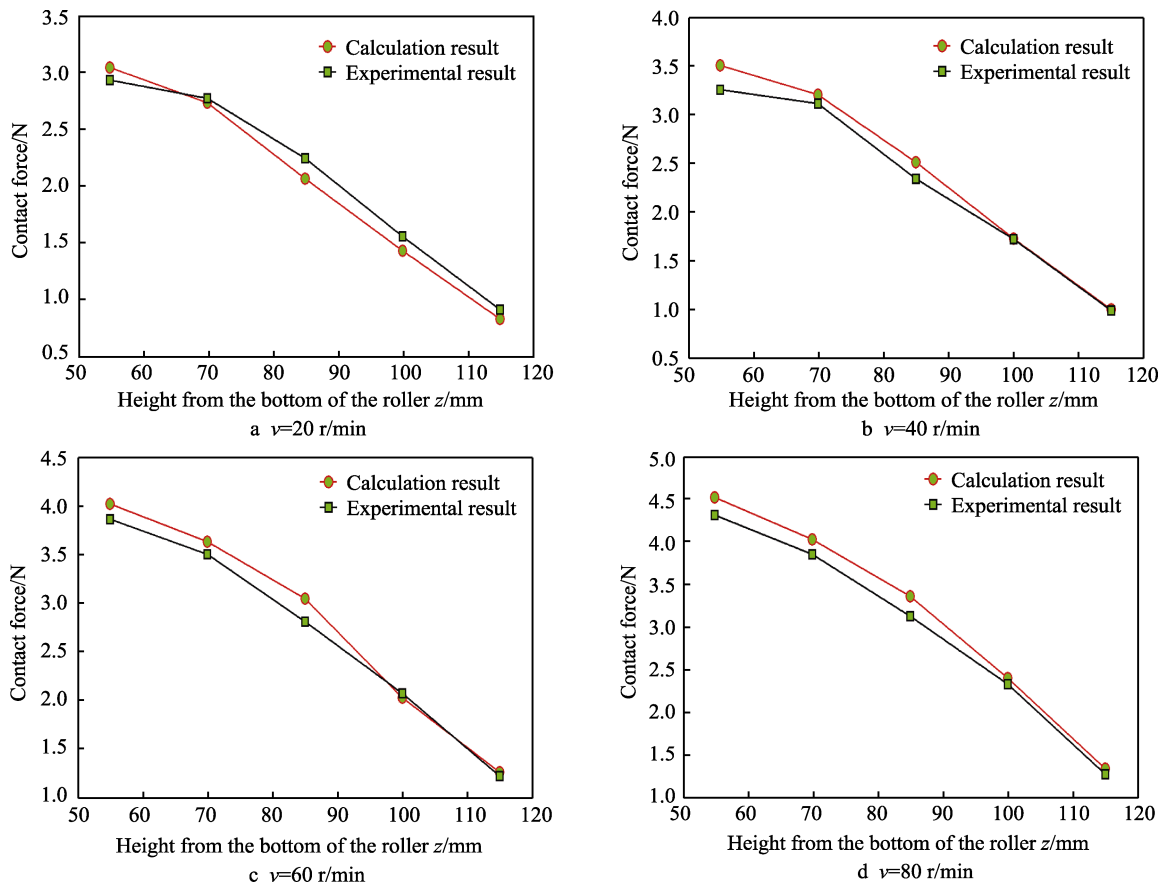 3.5
3.0
2.5
2.0
1.5
1.0
0.5
Contact force/N
Calculation result
Experimental result
50 60 70 80 90 100 110 120
Height from the bottom of the roller z/mm
a v=20 r/min
4.0
3.5
3.0
2.5
2.0
1.5
1.0
0.5
Contact force/N
Calculation result
Experimental result
50 60 70 80 90 100 110 120
Height from the bottom of the roller z/mm
b v=40 r/min
4.5
4.0
3.5
3.0
2.5
2.0
1.5
1.0
Contact force/N
Calculation result
Experimental result
50 60 70 80 90 100 110 120
Height from the bottom of the roller z/mm
c v=60 r/min
5.0
4.5
4.0
3.5
3.0
2.5
2.0
1.5
1.0
Contact force/N
Calculation result
Experimental result
50 60 70 80 90 100 110 120
Height from the bottom of the roller z/mm
d v=80 r/min